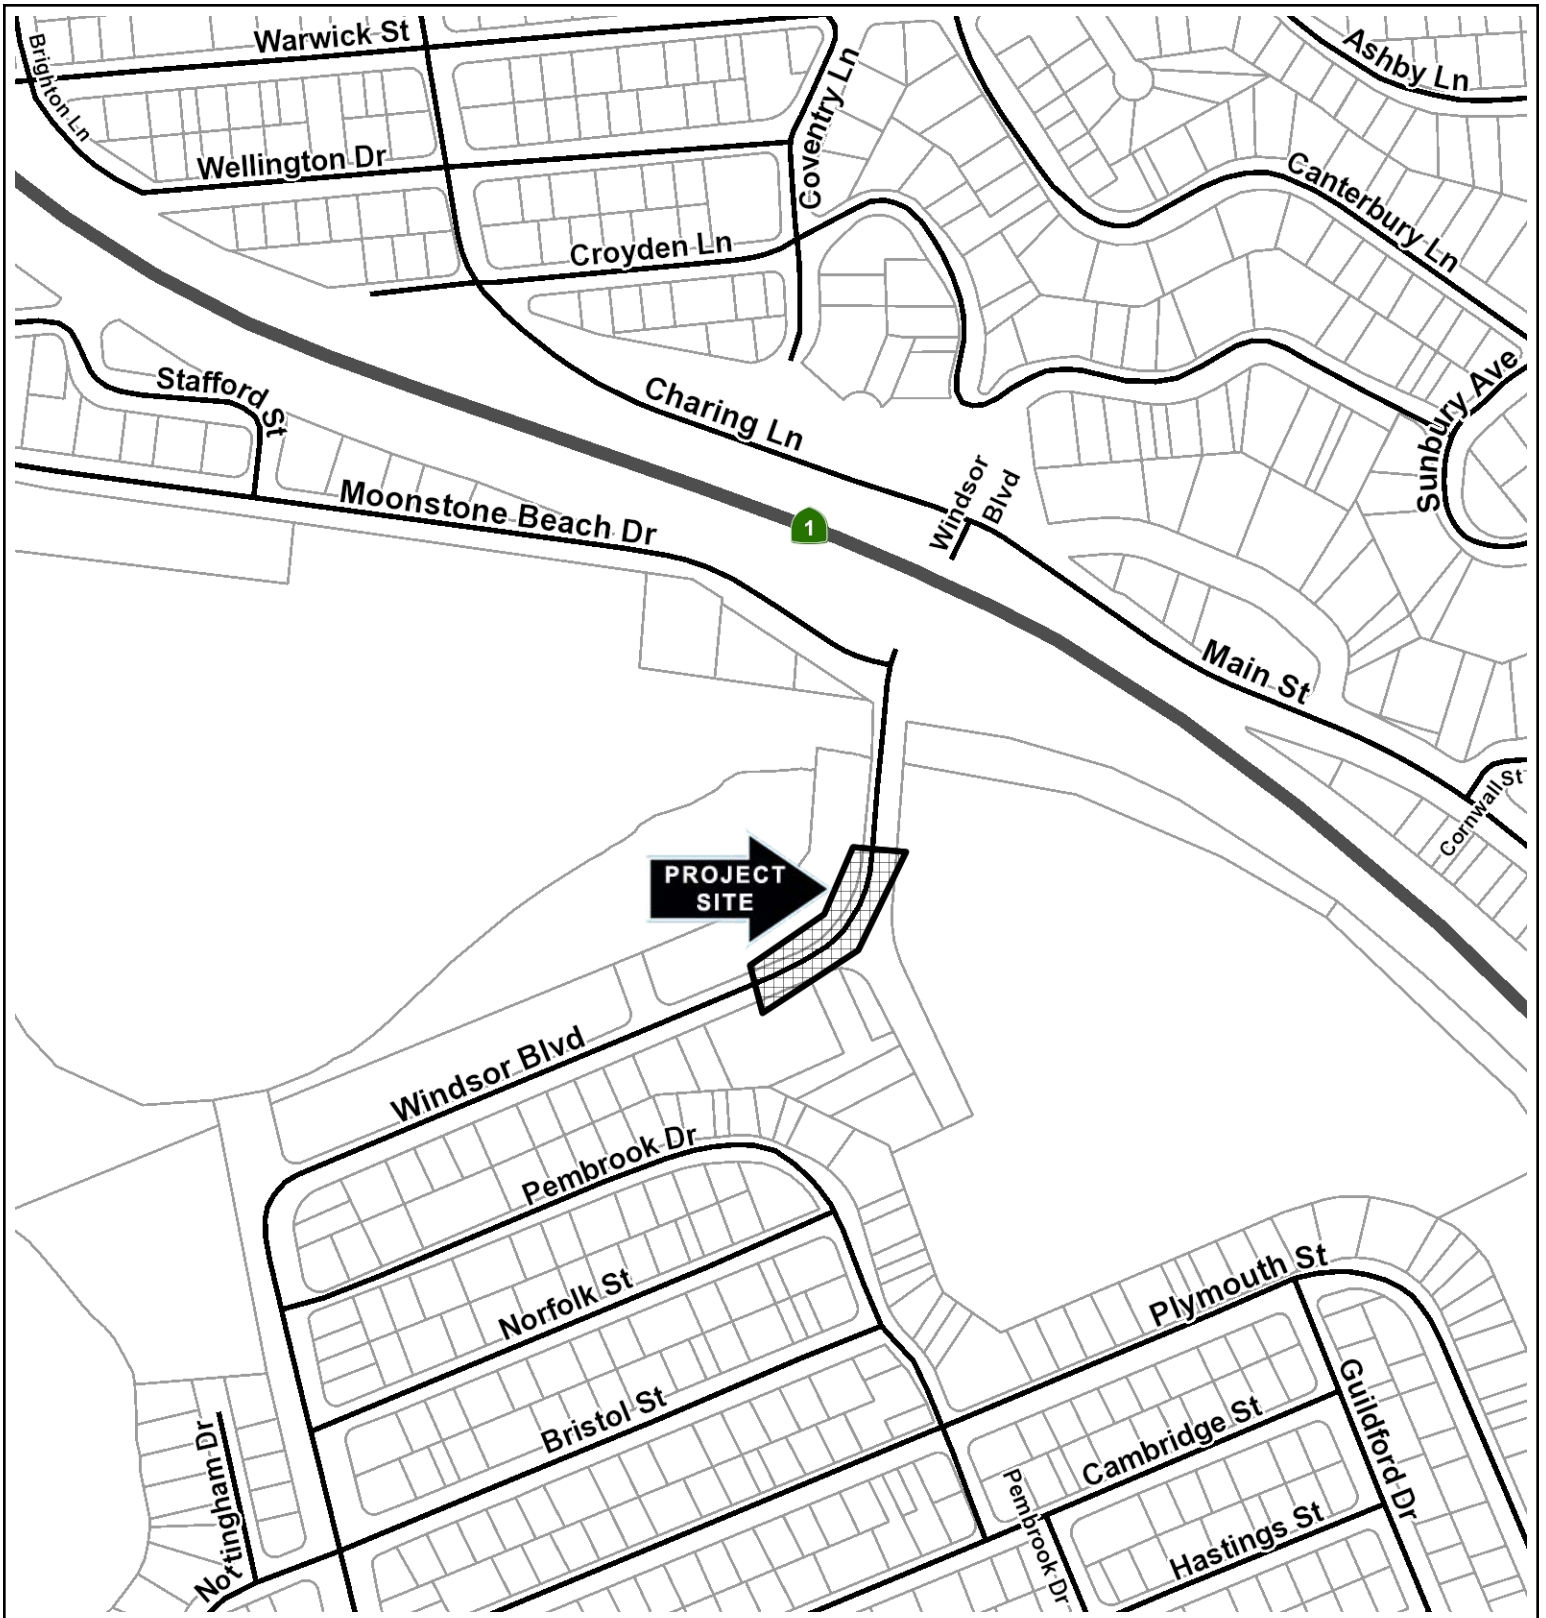 Warwick St
Ashby Ln
Brighton Ln
Coventry Ln
Wellington Dr
Canterbury Ln
Croyden Ln
Sunbury Ave
Stafford St
Charing Ln
Windsor
Blvd
Moonstone Beach Dr
1
Main St
Cornwall St
PROJECT
SITE
Windsor Blvd
Pembrook Dr
Norfolk St
Plymouth St
Bristol St
Guildford Dr
Cambridge St
Nottingham Dr
Pembrook Dr
Hastings St